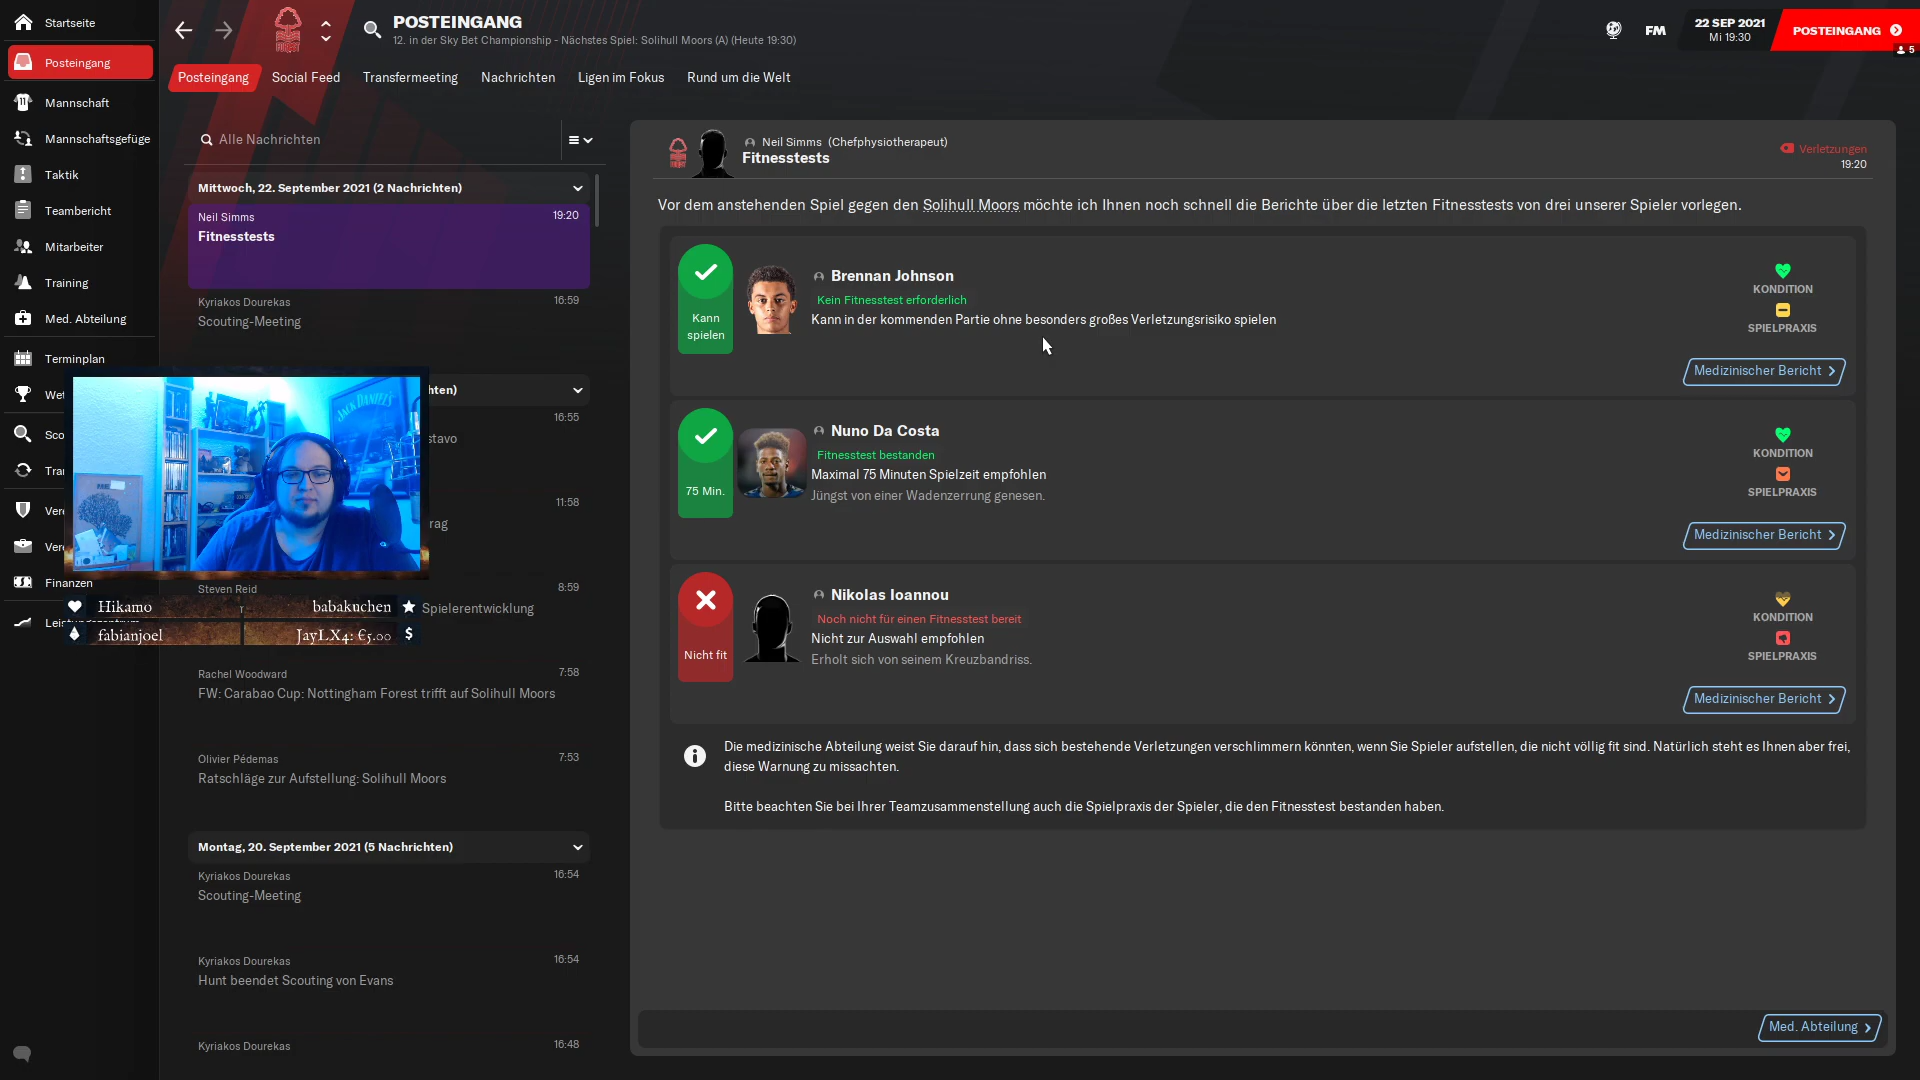 Startseite
Posteingang
Mannschaft
Mannschaftsgefüge
Taktik
Teambericht
Mitarbeiter
Training
Med. Abteilung
Terminplan
Wet
Sco
Tra
Vere
Vere
Finanzen
FOREST
POSTEINGANG
12. in der Sky Bet Championship - Nächstes Spiel: Solihull Moors (A) (Heute 19:30)
FM
22 SEP 2021
Mi 19:30
POSTEINGANG
5
Posteingang
Social Feed
Transfermeeting
Nachrichten
Ligen im Fokus
Rund um die Welt
Alle Nachrichten
Mittwoch, 22. September 2021 (2 Nachrichten)
Neil Simms 19:20
Fitnesstests
Kyriakos Dourekas 16:59
Scouting-Meeting
hten)
16:55
stavo
11:58
rag
Steven Reid 8:59
Spielerentwicklung
Rachel Woodward 7:58
FW: Carabao Cup: Nottingham Forest trifft auf Solihull Moors
Olivier Pédemas 7:53
Ratschläge zur Aufstellung: Solihull Moors
Montag, 20. September 2021 (5 Nachrichten)
Kyriakos Dourekas 16:54
Scouting-Meeting
Kyriakos Dourekas 16:54
Hunt beendet Scouting von Evans
Kyriakos Dourekas 16:48
JACK DANIEL'S
Hikamo
babakuchen
fabianjoel
JayLX4: €5.00 $
Neil Simms (Chefphysiotherapeut)
Fitnesstests
Verletzungen
19:20
Vor dem anstehenden Spiel gegen den Solihull Moors möchte ich Ihnen noch schnell die Berichte über die letzten Fitnesstests von drei unserer Spieler vorlegen.
Kann
spielen
Brennan Johnson
Kein Fitnesstest erforderlich
Kann in der kommenden Partie ohne besonders großes Verletzungsrisiko spielen
KONDITION
SPIELPRAXIS
Medizinischer Bericht
75 Min.
Nuno Da Costa
Fitnesstest bestanden
Maximal 75 Minuten Spielzeit empfohlen
Jüngst von einer Wadenzerrung genesen.
KONDITION
SPIELPRAXIS
Medizinischer Bericht
Nicht fit
Nikolas Ioannou
Noch nicht für einen Fitnesstest bereit
Nicht zur Auswahl empfohlen
Erholt sich von seinem Kreuzbandriss.
KONDITION
SPIELPRAXIS
Medizinischer Bericht
Die medizinische Abteilung weist Sie darauf hin, dass sich bestehende Verletzungen verschlimmern könnten, wenn Sie Spieler aufstellen, die nicht völlig fit sind. Natürlich steht es Ihnen aber frei,
diese Warnung zu missachten.
Bitte beachten Sie bei Ihrer Teamzusammenstellung auch die Spielpraxis der Spieler, die den Fitnesstest bestanden haben.
Med. Abteilung